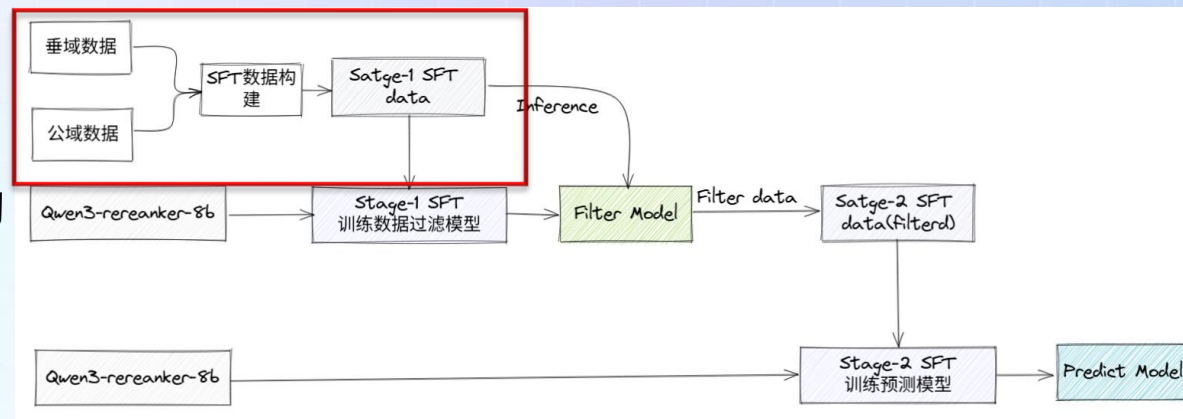 垂域数据
公域数据
SFT数据构
建
Satge-1 SFT
data
Inference
Qwen3-rereanker-8b
Stage-1 SFT
训练数据过滤模型
Filter Model
Filter data
Satge-2 SFT
data(filterd)
Qwen3-rereanker-8b
Stage-2 SFT
训练预测模型
Predict Model